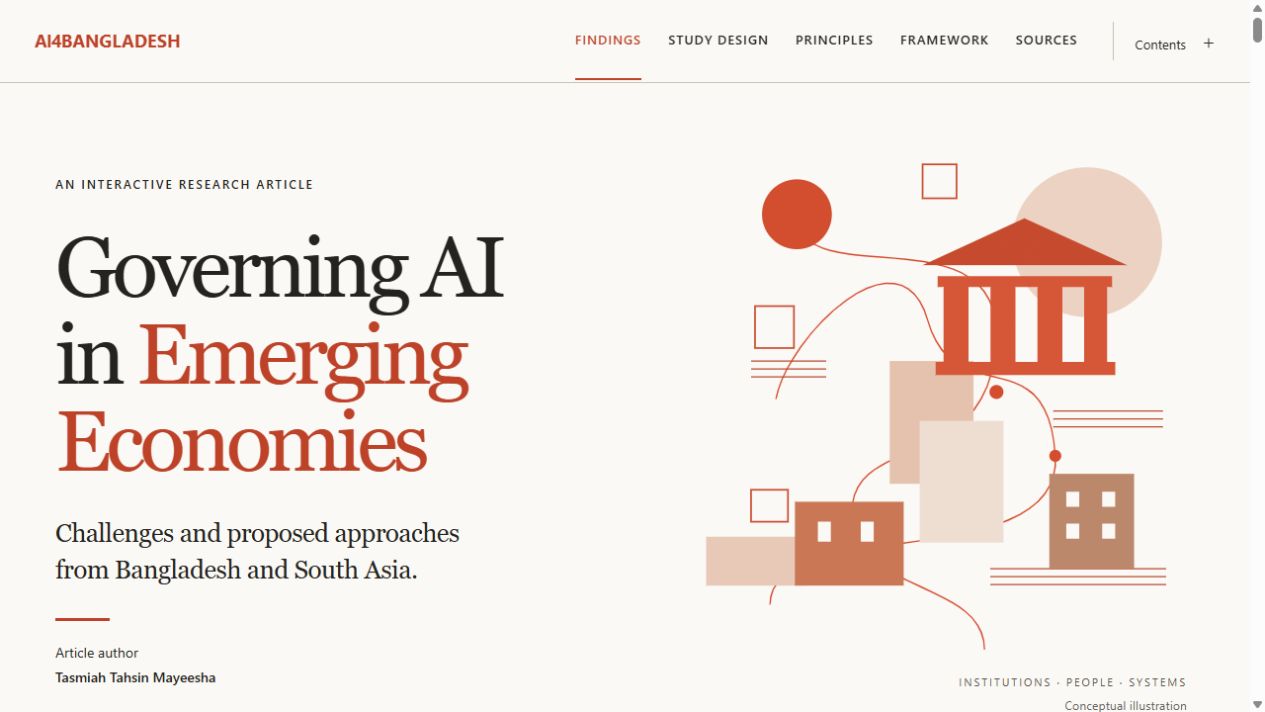 AI4BANGLADESH
FINDINGS
STUDY DESIGN
PRINCIPLES
FRAMEWORK
SOURCES
Contents +
AN INTERACTIVE RESEARCH ARTICLE
Governing AI
in Emerging
Economies
Challenges and proposed approaches
from Bangladesh and South Asia.
Article author
Tasmiah Tahsin Mayeesha
INSTITUTIONS · PEOPLE · SYSTEMS
Conceptual illustration